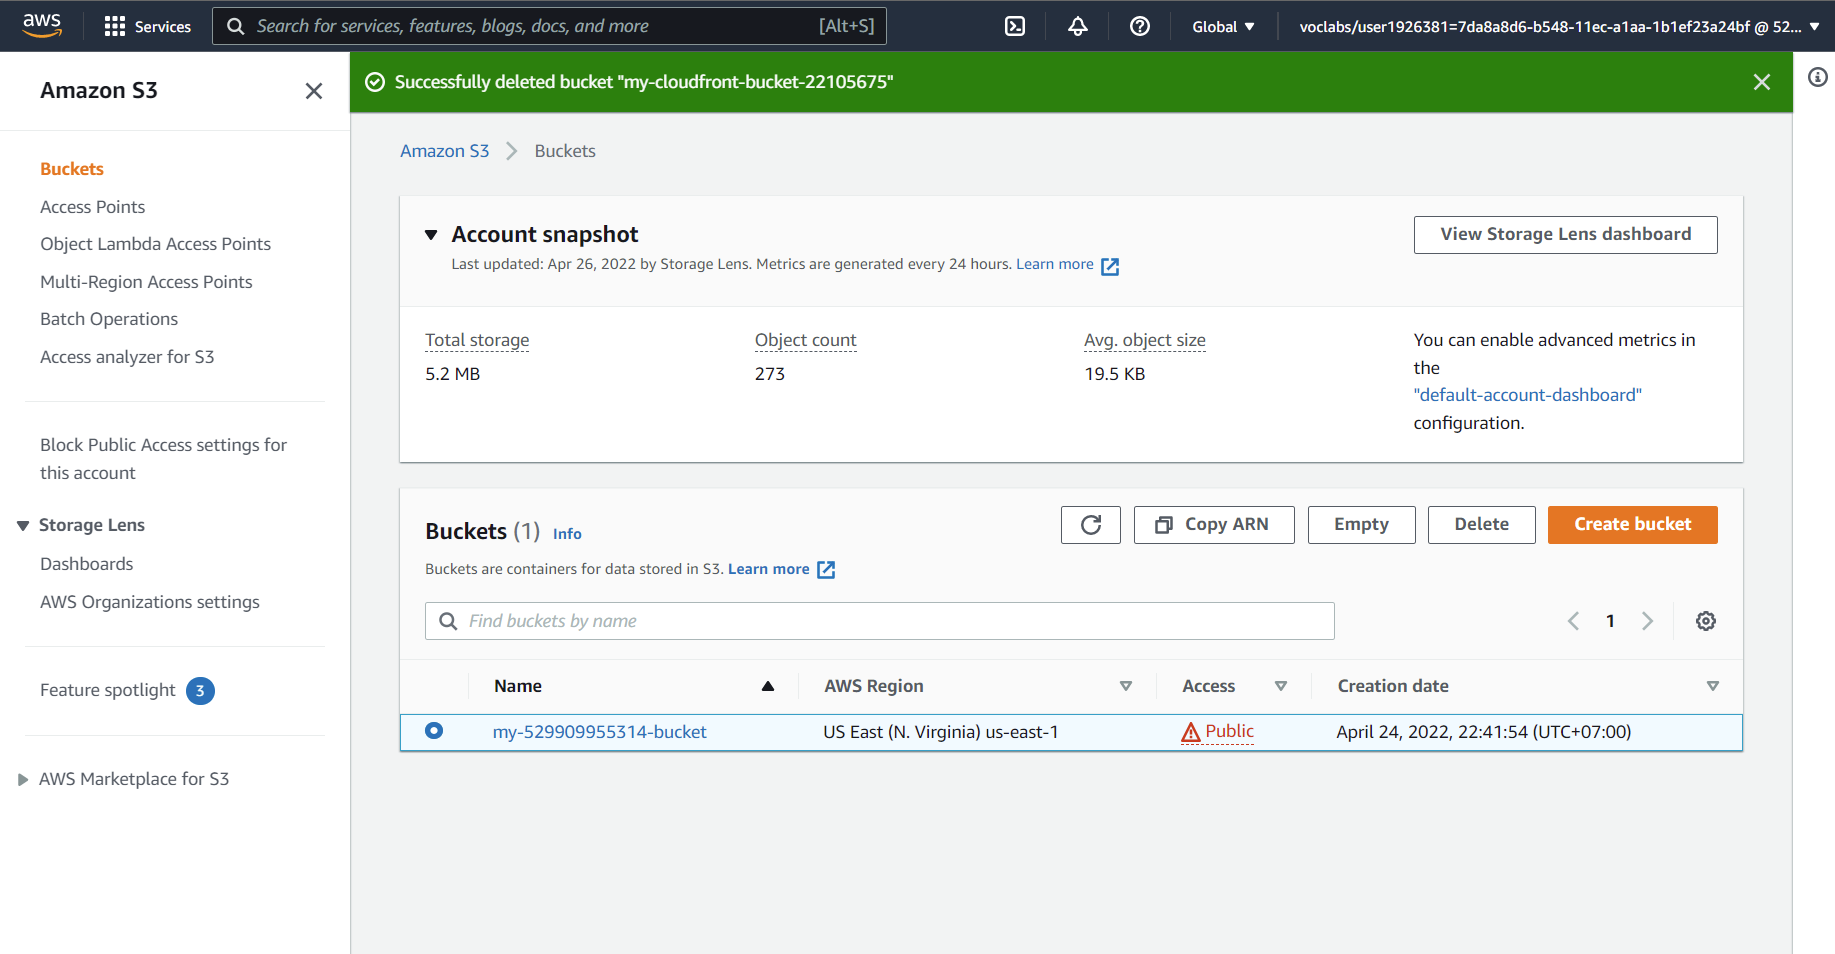 aws Services Search for services, features, blogs, docs, and more [Alt+S] Global voclabs/user1926381=7da8a8d6-b548-11ec-a1aa-1b1ef23a24bf @ 52...
Amazon S3
Successfully deleted bucket "my-cloudfront-bucket-22105675"
Buckets
Access Points
Object Lambda Access Points
Multi-Region Access Points
Batch Operations
Access analyzer for S3
Block Public Access settings for
this account
Storage Lens
Dashboards
AWS Organizations settings
Feature spotlight 3
AWS Marketplace for S3
Amazon S3 Buckets
Account snapshot
View Storage Lens dashboard
Last updated: Apr 26, 2022 by Storage Lens. Metrics are generated every 24 hours. Learn more
Total storage
5.2 MB
Object count
273
Avg. object size
19.5 KB
You can enable advanced metrics in
the
"default-account-dashboard"
configuration.
Buckets (1) Info
Copy ARN Empty Delete Create bucket
Buckets are containers for data stored in S3. Learn more
Find buckets by name
1
Name AWS Region Access Creation date
my-529909955314-bucket US East (N. Virginia) us-east-1 Public April 24, 2022, 22:41:54 (UTC+07:00)